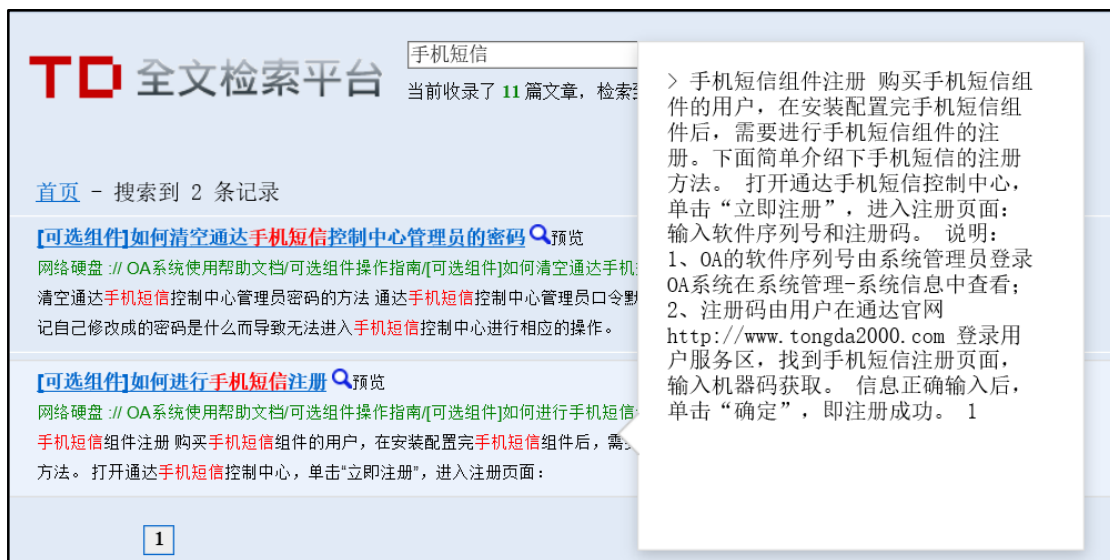 TD 全文检索平台
手机短信
当前收录了 11 篇文章，检索到
首页 - 搜索到 2 条记录
[可选组件]如何清空通达手机短信控制中心管理员的密码 预览
网络硬盘 :// OA系统使用帮助文档/可选组件操作指南/[可选组件]如何清空通达手机
清空通达手机短信控制中心管理员密码的方法 通达手机短信控制中心管理员口令默
记自己修改成的密码是什么而导致无法进入手机短信控制中心进行相应的操作。
[可选组件]如何进行手机短信注册 预览
网络硬盘 :// OA系统使用帮助文档/可选组件操作指南/[可选组件]如何进行手机短信
手机短信组件注册 购买手机短信组件的用户，在安装配置完手机短信组件后，需
方法。 打开通达手机短信控制中心，单击“立即注册”，进入注册页面：
1
> 手机短信组件注册 购买手机短信组
件的用户，在安装配置完手机短信组
件后，需要进行手机短信组件的注
册。下面简单介绍下手机短信的注册
方法。 打开通达手机短信控制中心，
单击“立即注册”，进入注册页面：
输入软件序列号和注册码。 说明：
1、OA的软件序列号由系统管理员登录
OA系统在系统管理-系统信息中查看；
2、注册码由用户在通达官网
http://www.tongda2000.com 登录用
户服务区，找到手机短信注册页面，
输入机器码获取。 信息正确输入后，
单击“确定”，即注册成功。 1